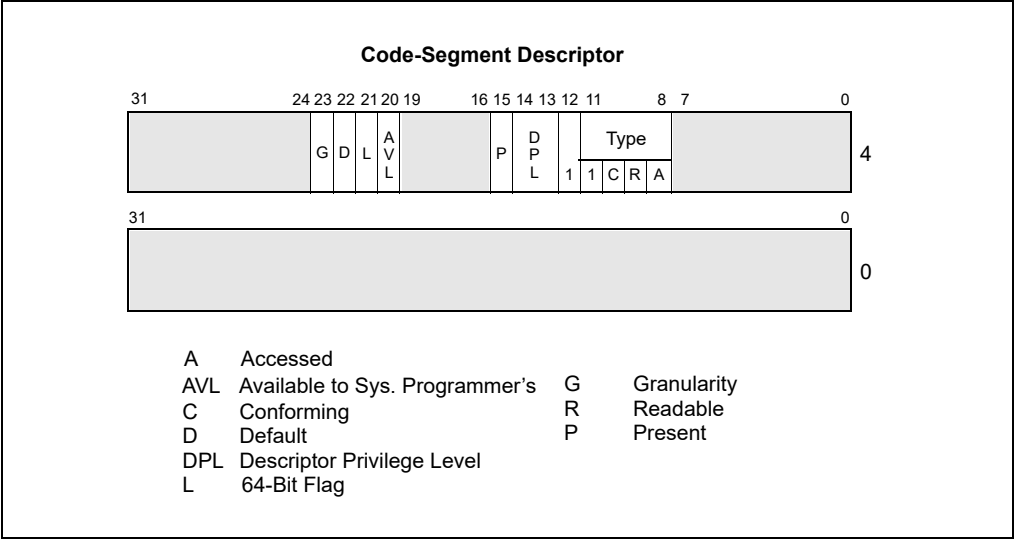 Code-Segment Descriptor
31 24 23 22 21 20 19 16 15 14 13 12 11 8 7 0
G D L AVL P DPL 1 Type 4
1 C R A
31 0
0
A Accessed
AVL Available to Sys. Programmer's
C Conforming
D Default
DPL Descriptor Privilege Level
L 64-Bit Flag
G Granularity
R Readable
P Present